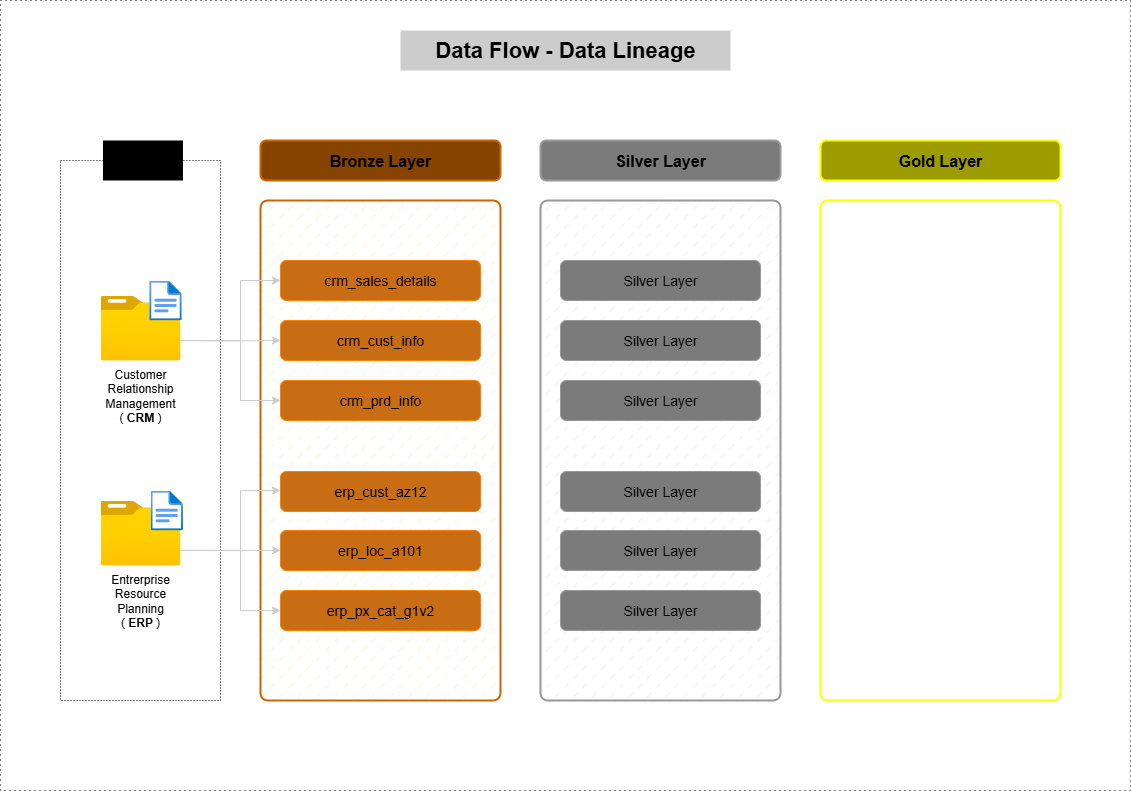 Data Flow - Data Lineage
Bronze Layer
Silver Layer
Gold Layer
Customer
Relationship
Management
( CRM )
Entrerprise
Resource
Planning
( ERP )
crm_sales_details
crm_cust_info
crm_prd_info
erp_cust_az12
erp_loc_a101
erp_px_cat_g1v2
Silver Layer
Silver Layer
Silver Layer
Silver Layer
Silver Layer
Silver Layer